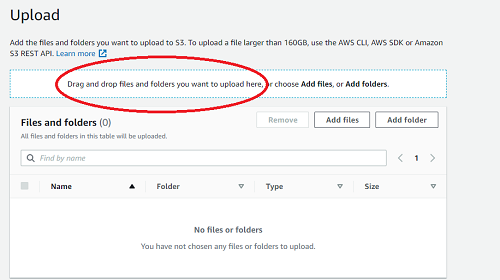 Upload
Add the files and folders you want to upload to S3. To upload a file larger than 160GB, use the AWS CLI, AWS SDK or Amazon
S3 REST API. Learn more
Drag and drop files and folders you want to upload here, or choose Add files, or Add folders.
Files and folders (0)
Remove
Add files
Add folder
All files and folders in this table will be uploaded.
Find by name
1
Name
Folder
Type
Size
No files or folders
You have not chosen any files or folders to upload.